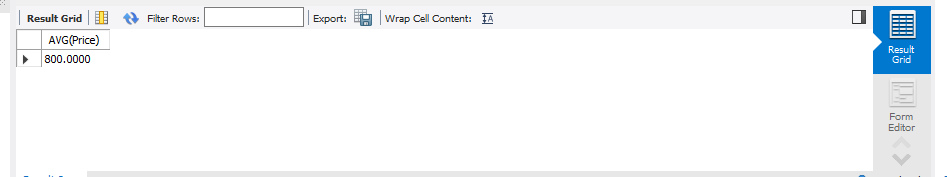 Result Grid Filter Rows: Export: Wrap Cell Content:
AVG(Price)
800.0000
Result
Grid
Form
Editor